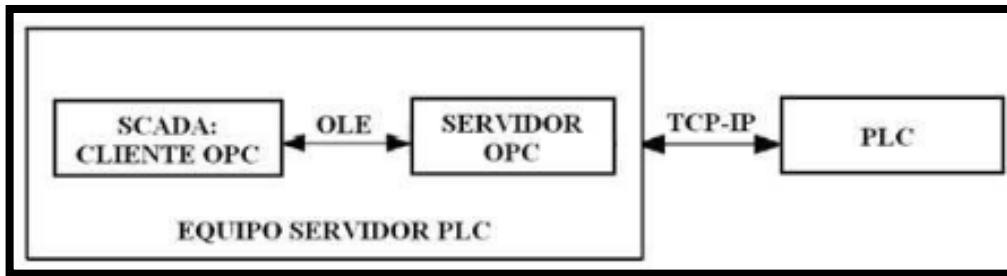 SCADA:
CLIENTE OPC
OLE
SERVIDOR
OPC
TCP-IP
PLC
EQUIPO SERVIDOR PLC